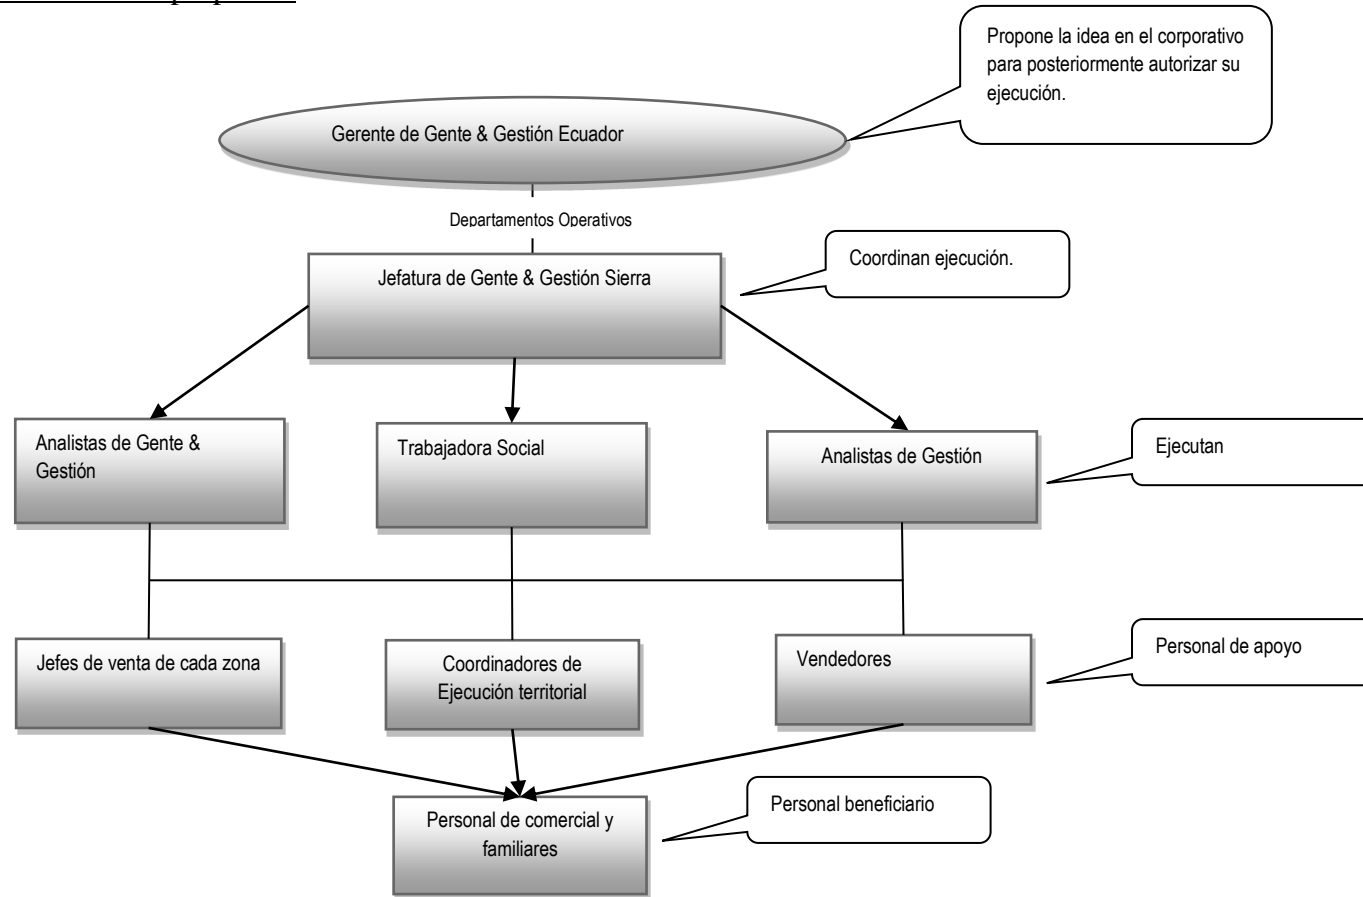 Propone la idea en el corporativo
para posteriormente autorizar su
ejecución.
Gerente de Gente & Gestión Ecuador
Departamentos Operativos
Coordinan ejecución.
Jefatura de Gente & Gestión Sierra
Analistas de Gente &
Gestión
Trabajadora Social
Analistas de Gestión
Ejecutan
Jefes de venta de cada zona
Coordinadores de
Ejecución territorial
Vendedores
Personal de apoyo
Personal de comercial y
familiares
Personal beneficiario